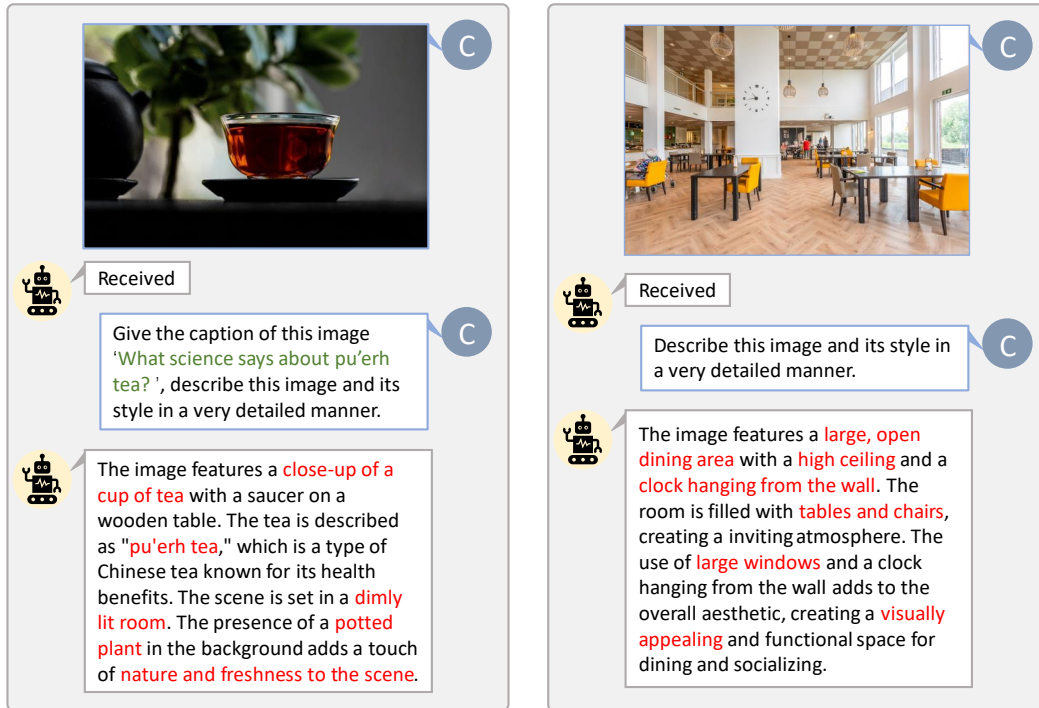 C
Received
Give the caption of this image
‘What science says about pu’erh
tea? ’, describe this image and its
style in a very detailed manner.
C
The image features a close-up of a
cup of tea with a saucer on a
wooden table. The tea is described
as "pu'erh tea," which is a type of
Chinese tea known for its health
benefits. The scene is set in a dimly
lit room. The presence of a potted
plant in the background adds a touch
of nature and freshness to the scene.
C
Received
Describe this image and its style in
a very detailed manner.
C
The image features a large, open
dining area with a high ceiling and a
clock hanging from the wall. The
room is filled with tables and chairs,
creating a inviting atmosphere. The
use of large windows and a clock
hanging from the wall adds to the
overall aesthetic, creating a visually
appealing and functional space for
dining and socializing.